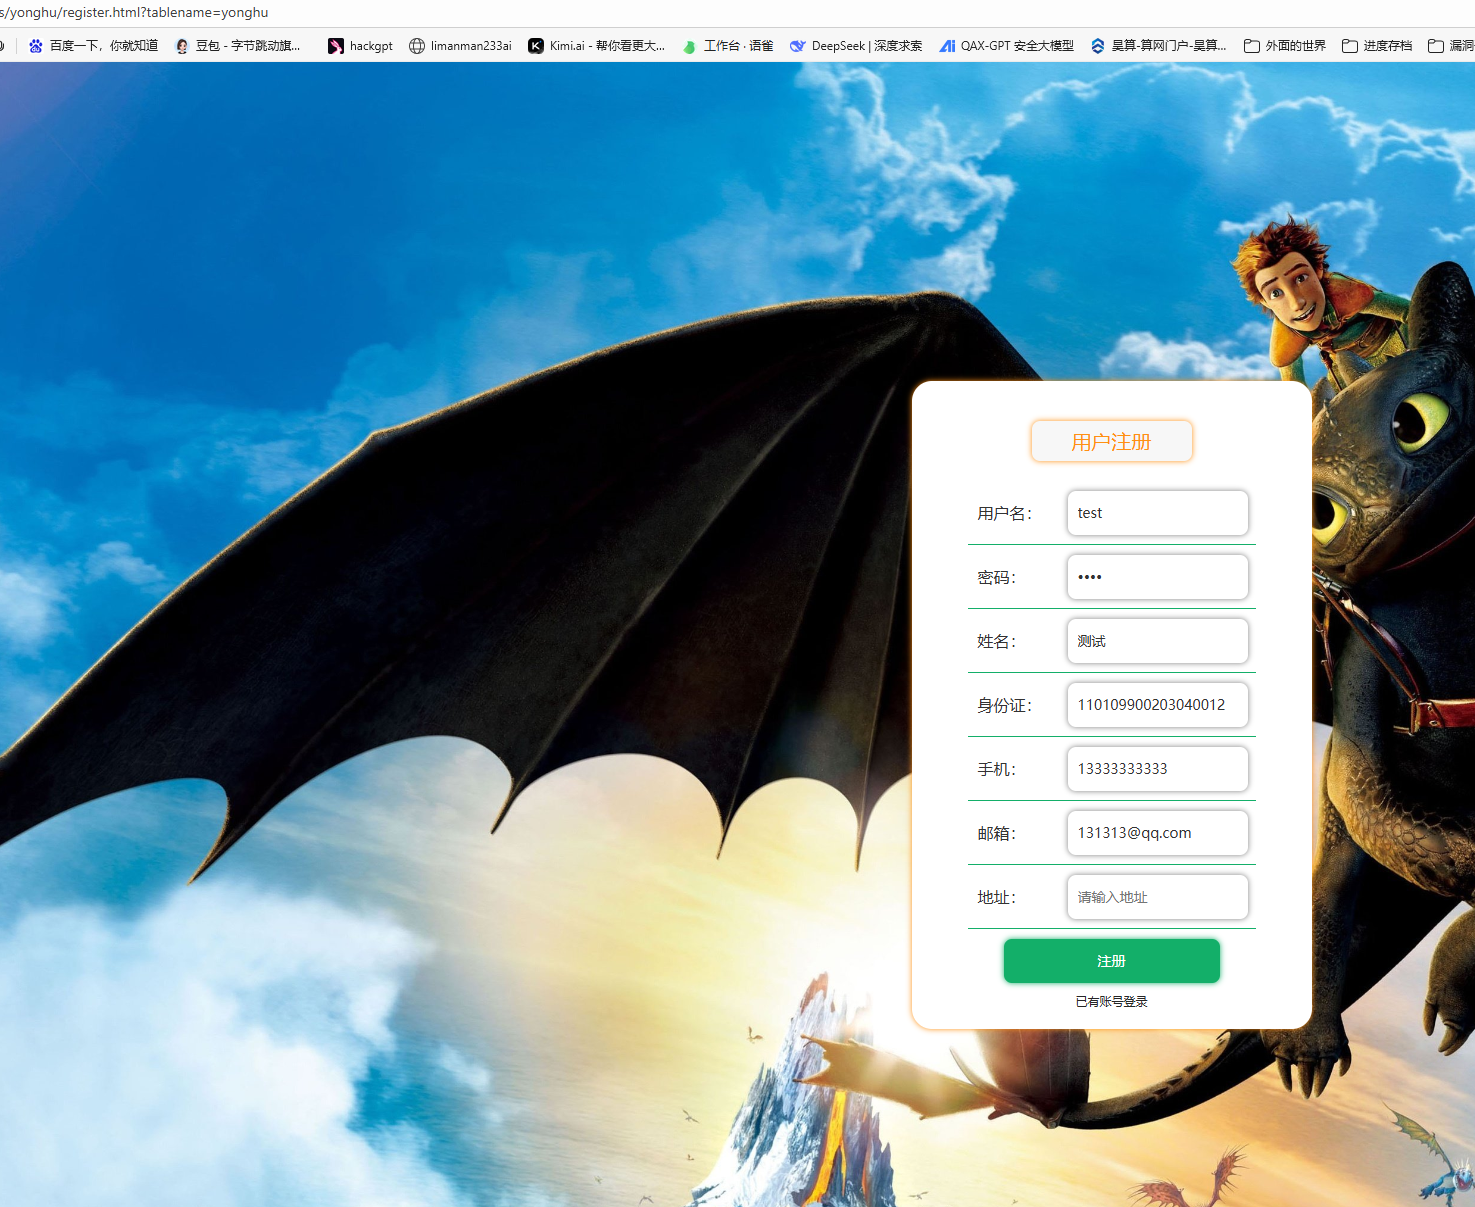 s/yonghu/register.html?tablename=yonghu
百度一下，你就知道 豆包 - 字节跳动旗... hackgpt limanman233ai Kimi.ai - 帮你看更大... 工作台 · 语雀 DeepSeek | 深度求索 QAX-GPT 安全大模型 昊算-算网门户-昊算... 外面的世界 进度存档 漏洞
用户注册
用户名： test
密码： ••••
姓名： 测试
身份证： 110109900203040012
手机： 13333333333
邮箱： 131313@qq.com
地址： 请输入地址
注册
已有账号登录